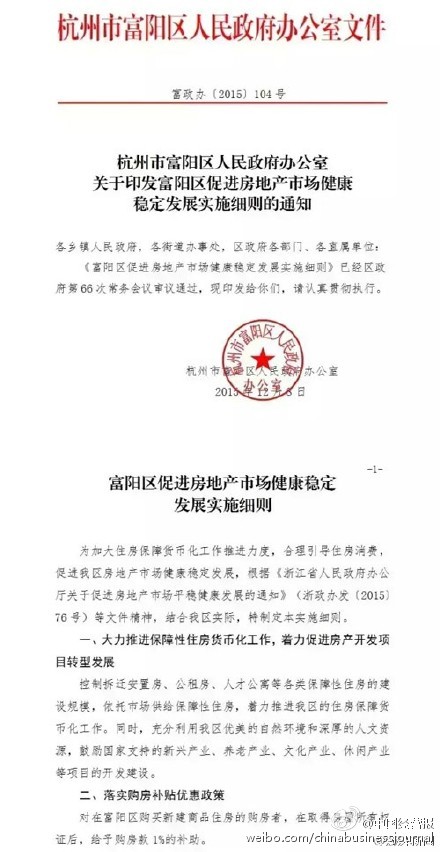 杭州市富阳区人民政府办公室文件
富政办〔2015〕104号
杭州市富阳区人民政府办公室
关于印发富阳区促进房地产市场健康
稳定发展实施细则的通知
各乡镇人民政府，各街道办事处，区政府各部门、各直属单位：
《富阳区促进房地产市场健康稳定发展实施细则》已经区政
府第66次常务会议审议通过，现印发给你们，请认真贯彻执行。
杭州市富阳区人民政府
办公室
杭州市富阳区人民政府办公室
2015年12月8日
-1-
富阳区促进房地产市场健康稳定
发展实施细则
为加大住房保障货币化工作推进力度，合理引导住房消费，
促进我区房地产市场健康稳定发展，根据《浙江省人民政府办公
厅关于促进房地产市场平稳健康发展的通知》（浙政办发〔2015〕
76号）等文件精神，结合我区实际，特制定本实施细则。
一、大力推进保障性住房货币化工作，着力促进房产开发项
目转型发展
控制拆迁安置房、公租房、人才公寓等各类保障性住房的建
设规模，依托市场供给保障性住房，着力推进我区的住房保障货
币化工作。同时，充分利用我区优美的自然环境和深厚的人文资
源，鼓励国家支持的新兴产业、养老产业、文化产业、休闲产业
等项目的开发建设。
二、落实购房补贴优惠政策
对在富阳区购买新建商品住房的购房者，在取得房屋所有权
证后，给予购房款1%的补助。
@中国经营报
weibo.com/chinabusinessjournal